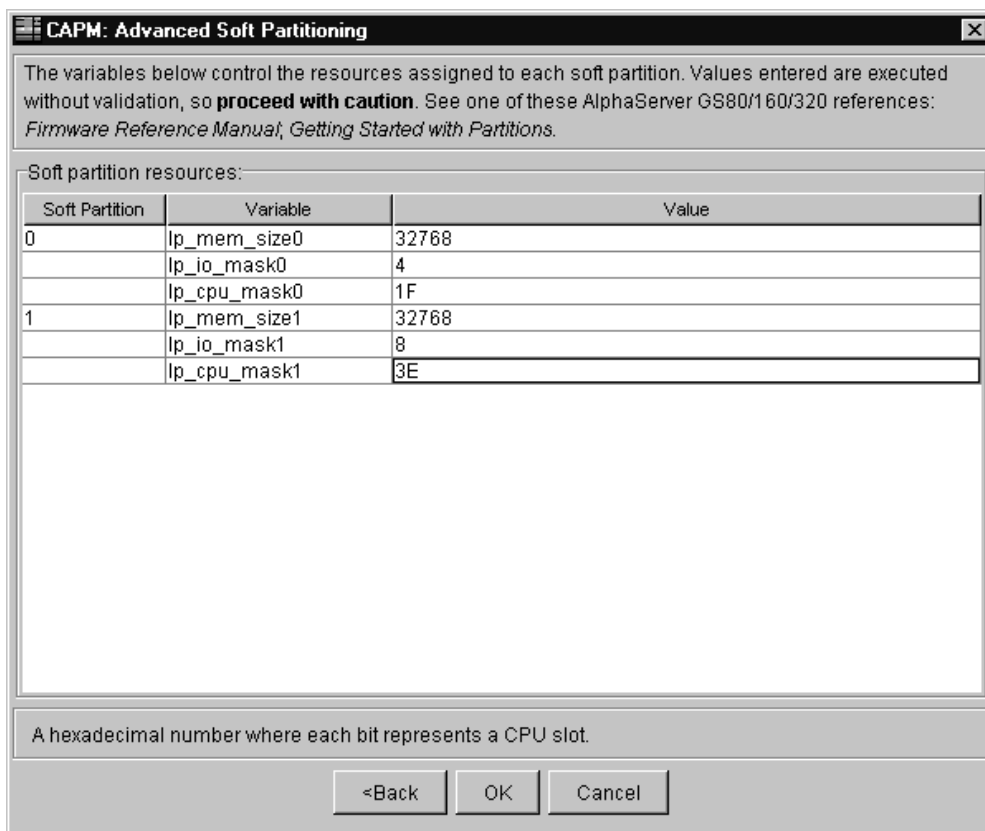 CAPM: Advanced Soft Partitioning
The variables below control the resources assigned to each soft partition. Values entered are executed
without validation, so proceed with caution. See one of these AlphaServer GS80/160/320 references:
Firmware Reference Manual; Getting Started with Partitions.
Soft partition resources:
Soft Partition Variable Value
0 lp_mem_size0 32768
lp_io_mask0 4
lp_cpu_mask0 1F
1 lp_mem_size1 32768
lp_io_mask1 8
lp_cpu_mask1 3E
A hexadecimal number where each bit represents a CPU slot.
<Back OK Cancel